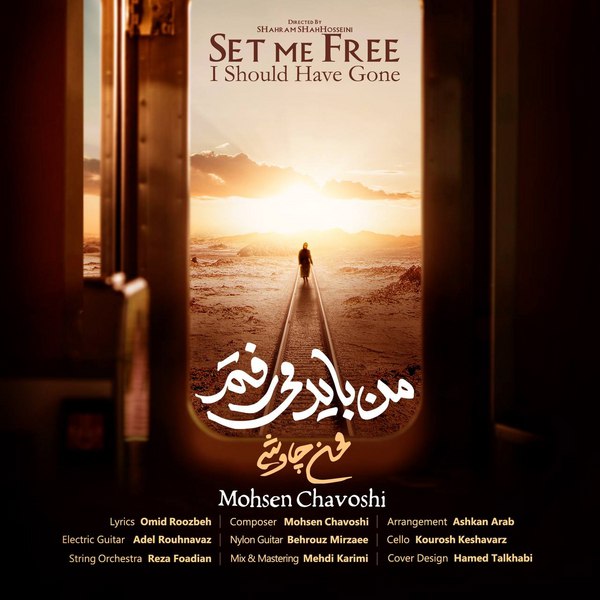 DIRECTED BY
SHAHRAM SHAHHOSSEINI
SET ME FREE
I Should Have Gone
من باید می رفتم
محسن چاوشی
Mohsen Chavoshi
Lyrics Omid Roozbeh | Composer Mohsen Chavoshi | Arrangement Ashkan Arab
Electric Guitar Adel Rouhnavaz | Nylon Guitar Behrouz Mirzaee | Cello Kourosh Keshavarz
String Orchestra Reza Foadian | Mix & Mastering Mehdi Karimi | Cover Design Hamed Talkhabi